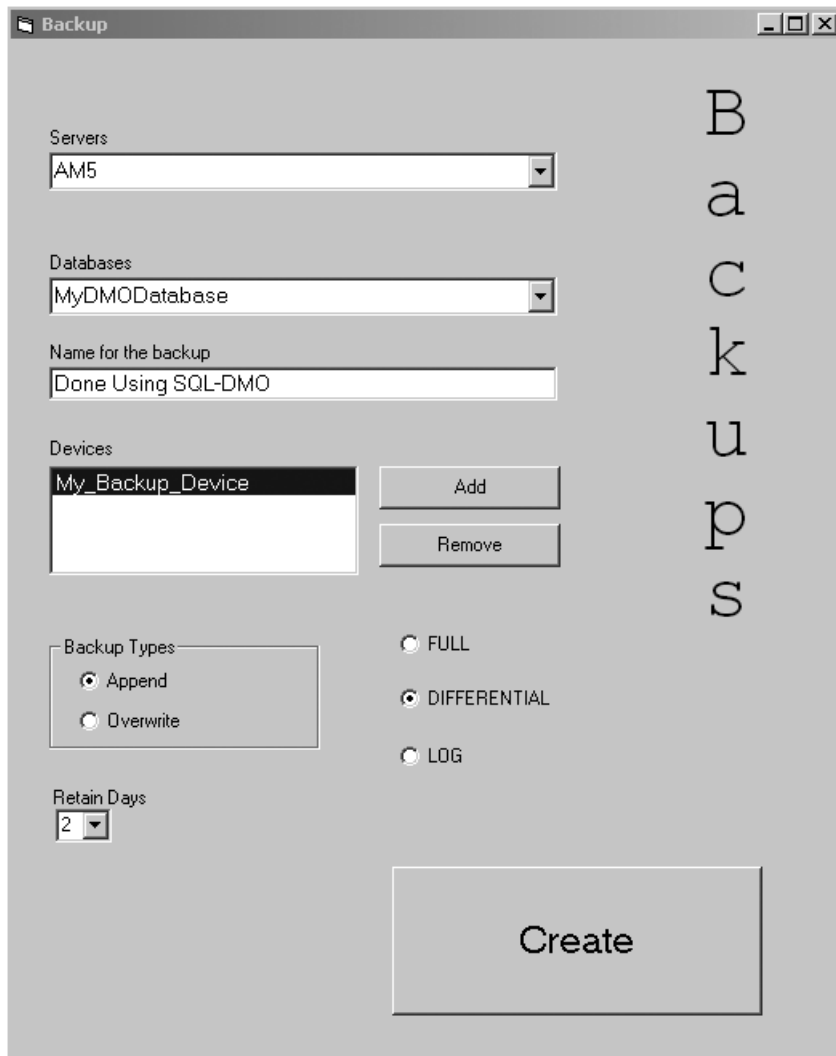 Backup
Servers
AM5
Databases
MyDMODatabase
Name for the backup
Done Using SQL-DMO
Devices
My_Backup_Device
Add
Remove
Backup Types
Append
Overwrite
FULL
DIFFERENTIAL
LOG
Retain Days
2
Create
Backups